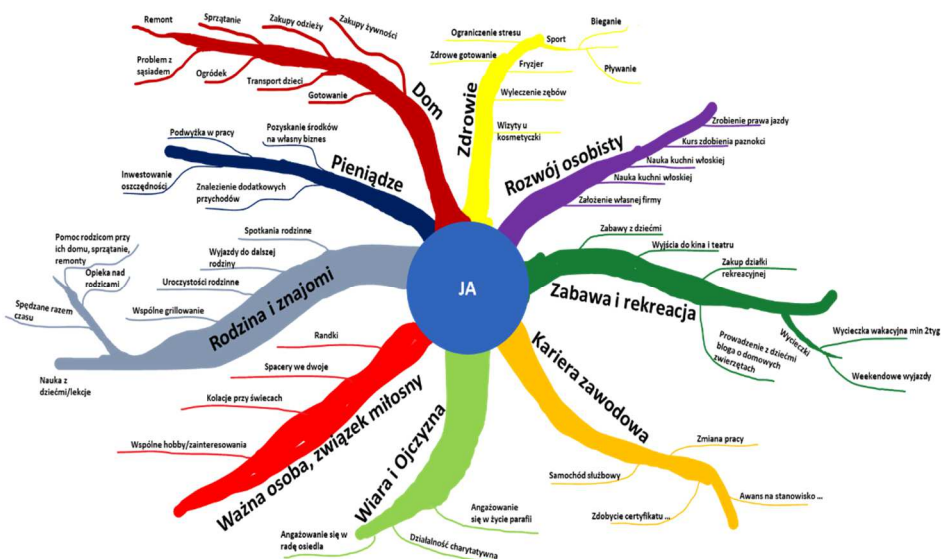 Remont
Sprzątanie
Zakupy odzieży
Zakupy żywności
Problem z
sąsiadem
Ogródek
Transport dzieci
Gotowanie
Dom
Ograniczenie stresu
Zdrowe gotowanie
Sport
Bieganie
Pływanie
Fryzjer
Wyleczenie zębów
Wizyty u
kosmetyczki
Zdrowie
Zrobienie prawa jazdy
Kurs zdobienia paznokci
Nauka kuchni włoskiej
Nauka kuchni włoskiej
Założenie własnej firmy
Rozwój osobisty
Podwyżka w pracy
Pozyskanie środków
na własny biznes
Inwestowanie
oszczędności
Znalezienie dodatkowych
przychodów
Pieniądze
JA
Zabawy z dziećmi
Wyjścia do kina i teatru
Zakup działki
rekreacyjnej
Zabawa i rekreacja
Prowadzenie z dziećmi
bloga o domowych
zwierzętach
Wycieczki
Wycieczka wakacyjna min 2tyg
Weekendowe wyjazdy
Spotkania rodzinne
Wyjazdy do dalszej
rodziny
Uroczystości rodzinne
Wspólne grillowanie
Pomoc rodzicom przy
ich domu, sprzątanie,
remonty
Opieka nad
rodzicami
Spędzane razem
czasu
Nauka z
dziećmi/lekcje
Rodzina i znajomi
Randki
Spacery we dwoje
Kolacje przy świecach
Wspólne hobby/zainteresowania
Ważna osoba, związek miłosny
Wiara i Ojczyzna
Angażowanie się w
radę osiedla
Działalność charytatywna
Angażowanie
się w życie parafii
Kariera zawodowa
Zmiana pracy
Samochód służbowy
Awans na stanowisko ...
Zdobycie certyfikatu ...